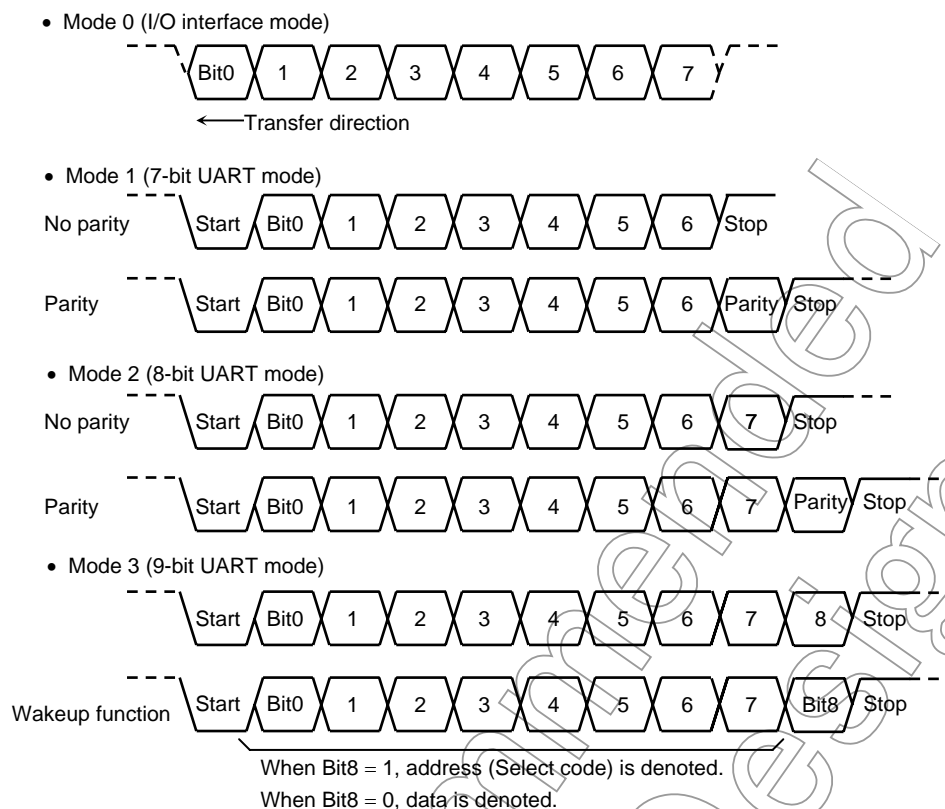 • Mode 0 (I/O interface mode)
Bit0 1 2 3 4 5 6 7
Transfer direction
• Mode 1 (7-bit UART mode)
No parity Start Bit0 1 2 3 4 5 6 Stop
Parity Start Bit0 1 2 3 4 5 6 Parity Stop
• Mode 2 (8-bit UART mode)
No parity Start Bit0 1 2 3 4 5 6 7 Stop
Parity Start Bit0 1 2 3 4 5 6 7 Parity Stop
• Mode 3 (9-bit UART mode)
Start Bit0 1 2 3 4 5 6 7 8 Stop
Wakeup function Start Bit0 1 2 3 4 5 6 7 Bit8 Stop
When Bit8 = 1, address (Select code) is denoted.
When Bit8 = 0, data is denoted.